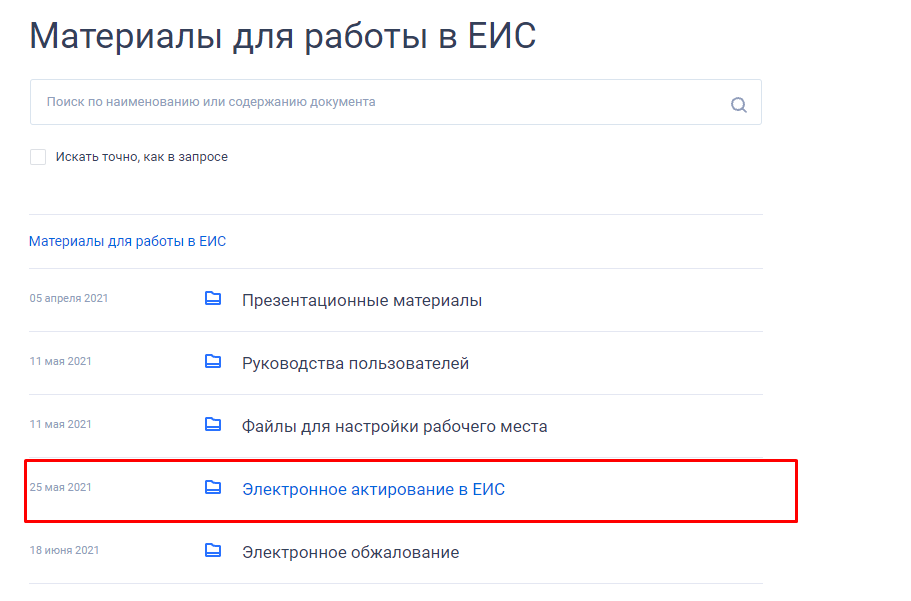 Материалы для работы в ЕИС
Поиск по наименованию или содержанию документа
Искать точно, как в запросе
Материалы для работы в ЕИС
05 апреля 2021 Презентационные материалы
11 мая 2021 Руководства пользователей
11 мая 2021 Файлы для настройки рабочего места
25 мая 2021 Электронное актирование в ЕИС
18 июня 2021 Электронное обжалование